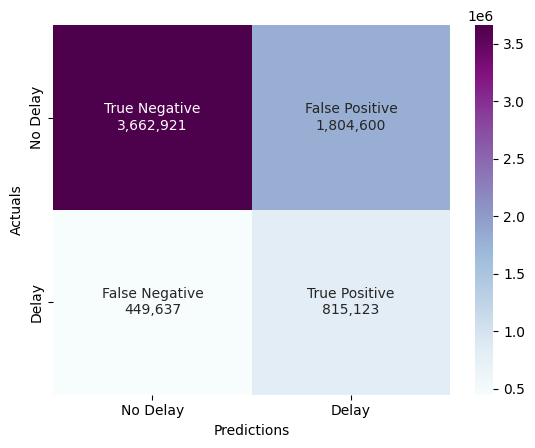 1e6
True Negative
3,662,921
False Positive
1,804,600
False Negative
449,637
True Positive
815,123
No Delay
Delay
Actuals
No Delay
Delay
Predictions
3.5
3.0
2.5
2.0
1.5
1.0
0.5